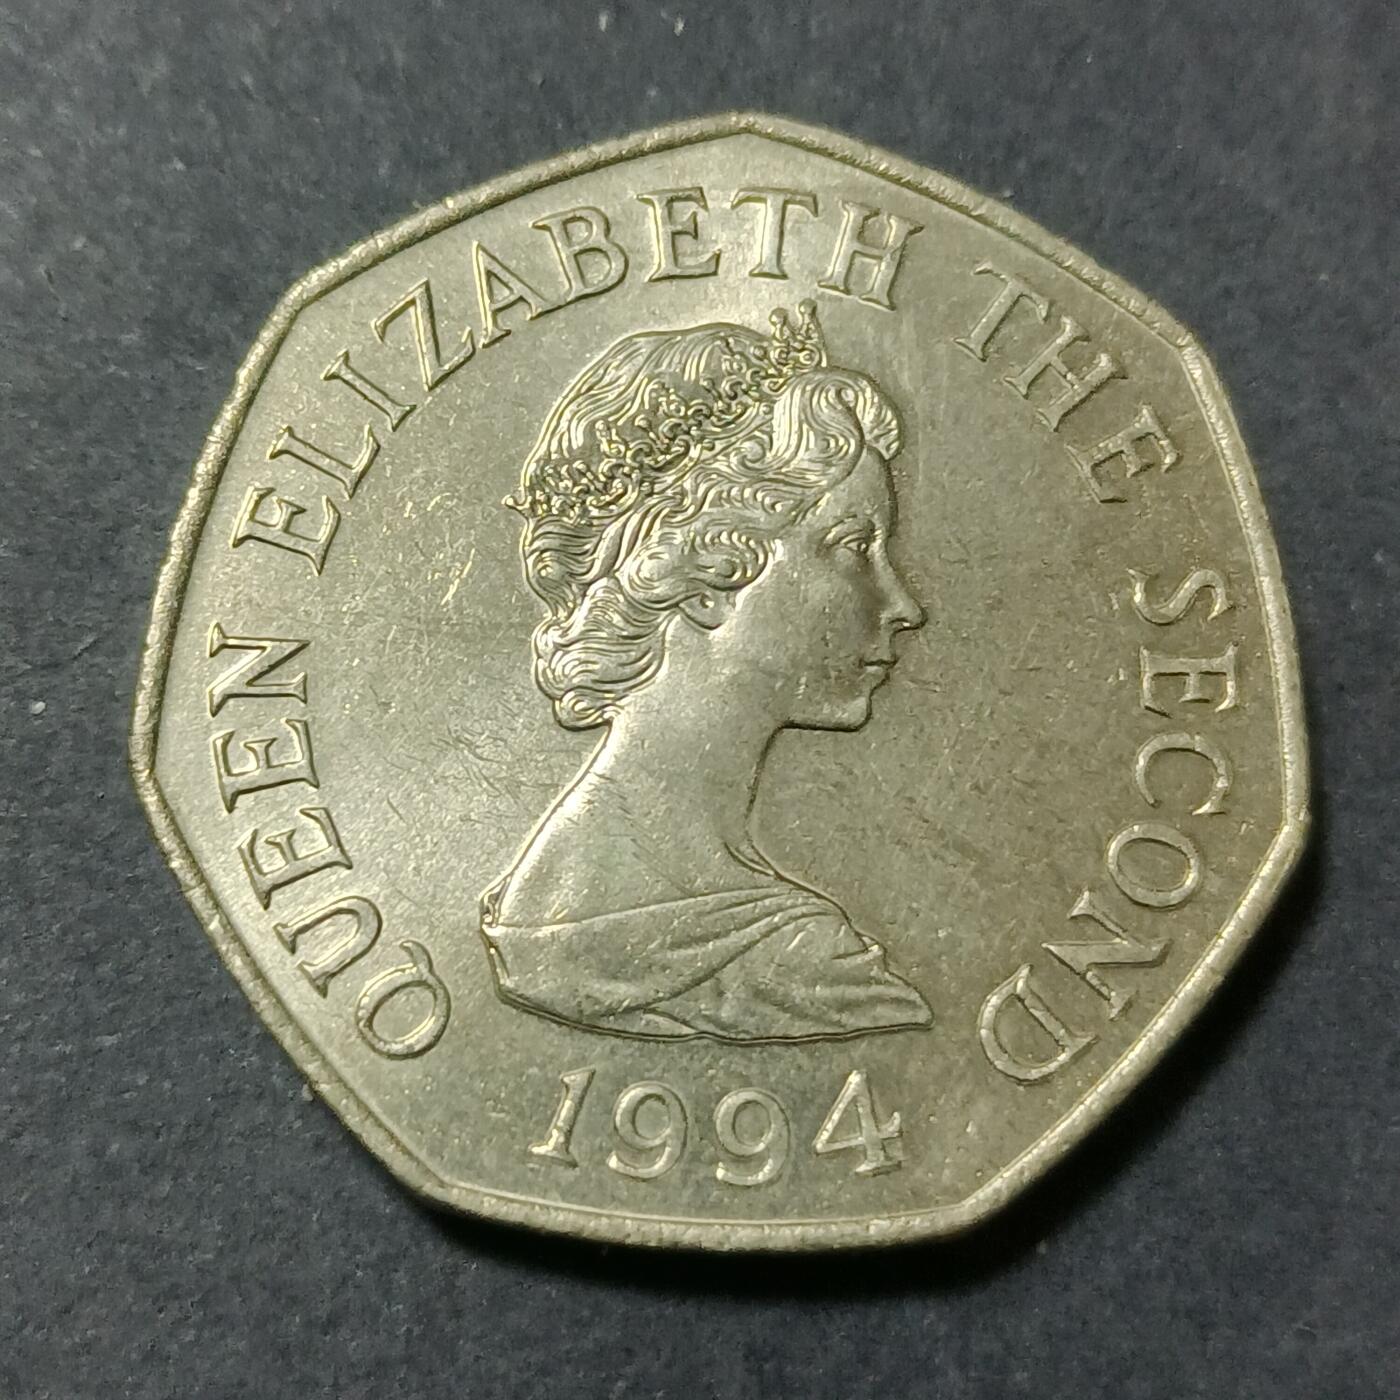 QUEEN ELIZABETH THE SECOND
1994